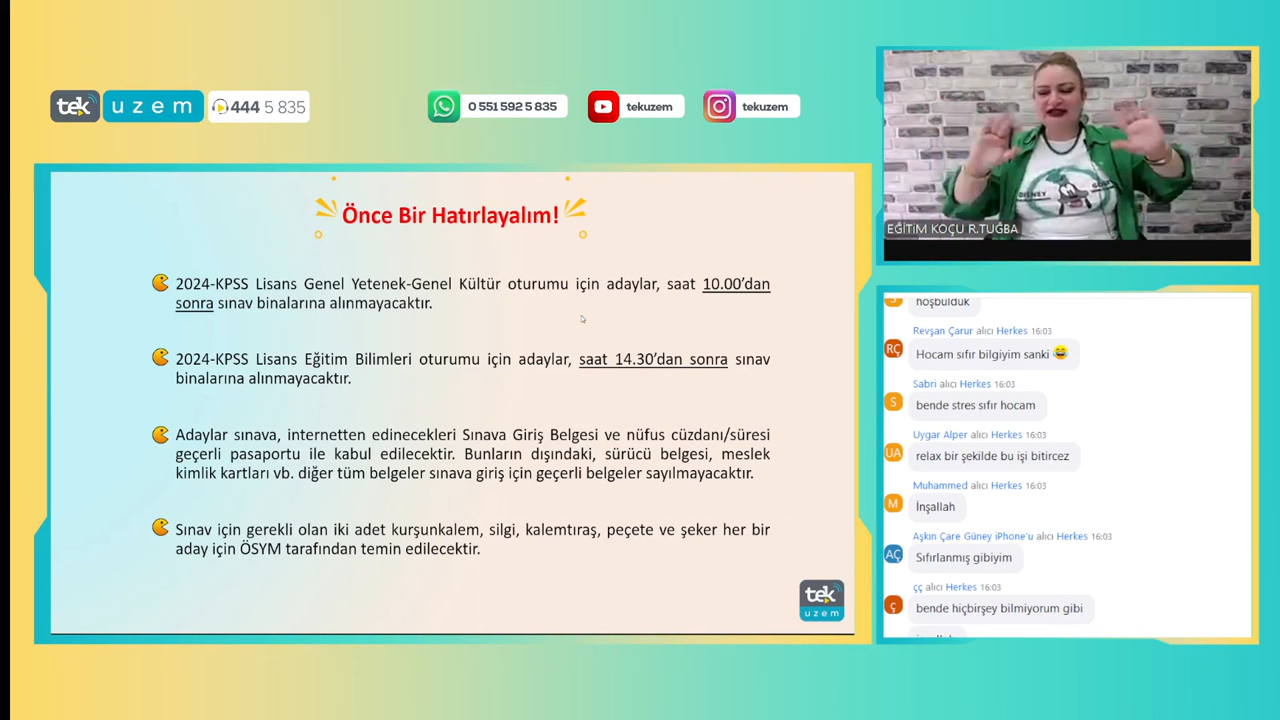 tek uzem 444 5 835
0 551 592 5 835
tekuzem
tekuzem
Önce Bir Hatırlayalım!
2024-KPSS Lisans Genel Yetenek-Genel Kültür oturumu için adaylar, saat 10.00’dan
sonra sınav binalarına alınmayacaktır.
2024-KPSS Lisans Eğitim Bilimleri oturumu için adaylar, saat 14.30’dan sonra sınav
binalarına alınmayacaktır.
Adaylar sınava, internetten edinecekleri Sınava Giriş Belgesi ve nüfus cüzdanı/süresi
geçerli pasaportu ile kabul edilecektir. Bunların dışındaki, sürücü belgesi, meslek
kimlik kartları vb. diğer tüm belgeler sınava giriş için geçerli belgeler sayılmayacaktır.
Sınav için gerekli olan iki adet kurşunkalem, silgi, kalemtıraş, peçete ve şeker her bir
aday için ÖSYM tarafından temin edilecektir.
tek
uzem
DISNEY
EĞİTİM KOÇU R.TUĞBA
hoşbulduk
Revşan Çarur alıcı Herkes 16:03
RÇ
Hocam sıfır bilgiyim sanki 😂
Sabri alıcı Herkes 16:03
S
bende stres sıfır hocam
Uygar Alper alıcı Herkes 16:03
UA
relax bir şekilde bu işi bitircez
Muhammed alıcı Herkes 16:03
M
İnşallah
Aşkın Çare Güney iPhone'u alıcı Herkes 16:03
AÇ
Sıfırlanmış gibiyim
çç alıcı Herkes 16:03
ç
bende hiçbirşey bilmiyorum gibi